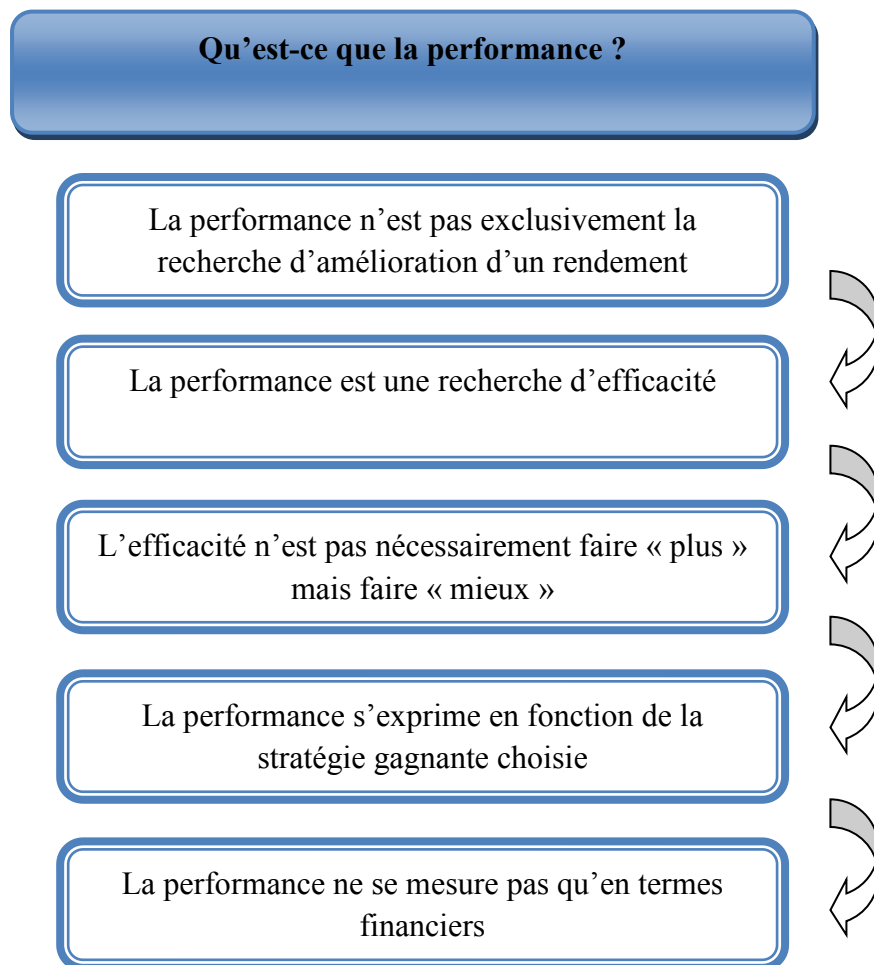 Qu’est-ce que la performance ?
La performance n’est pas exclusivement la
recherche d’amélioration d’un rendement
La performance est une recherche d’efficacité
L’efficacité n’est pas nécessairement faire « plus »
mais faire « mieux »
La performance s’exprime en fonction de la
stratégie gagnante choisie
La performance ne se mesure pas qu’en termes
financiers